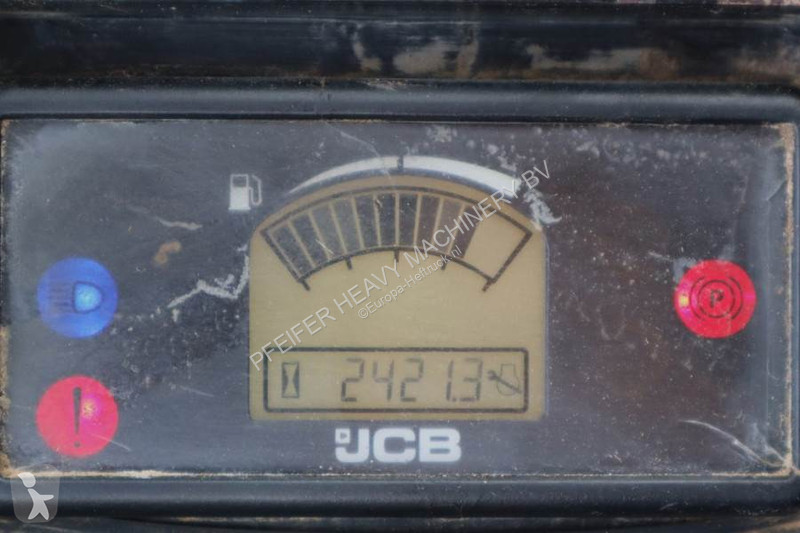 PFEIFER HEAVY MACHINERY BV
©Europa-Heftruck.nl
P
!
2421.3
JCB